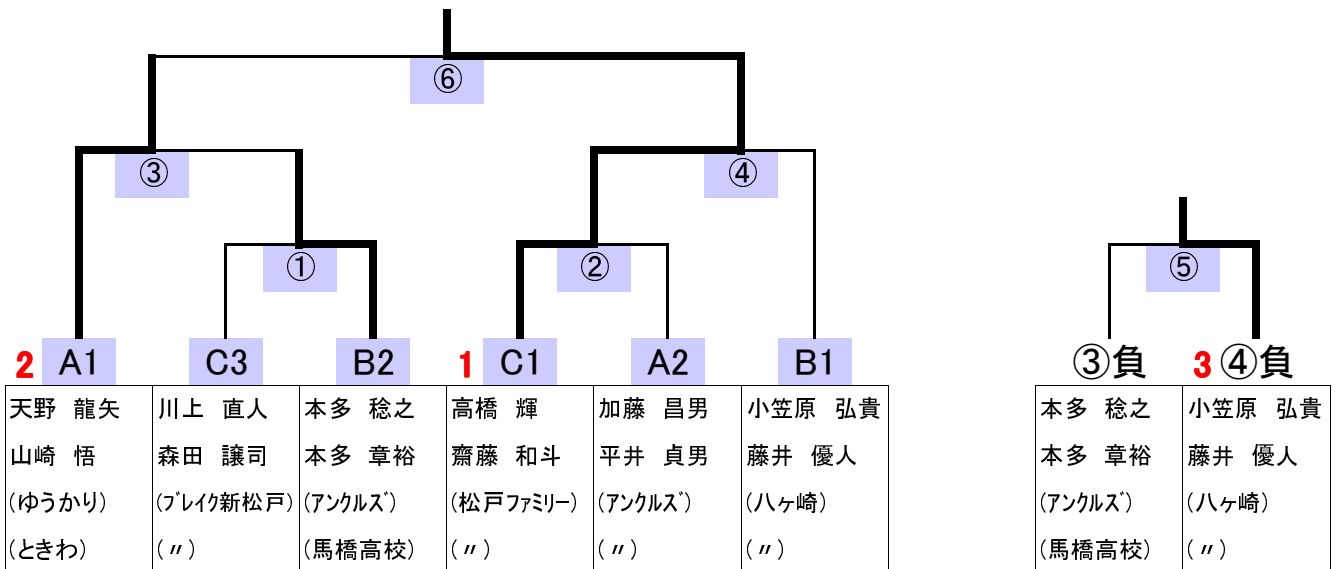 ⑥
③ ④
① ② ⑤
2 A1 C3 B2 1 C1 A2 B1 ③負 3 ④負
天野 龍矢 川上 直人 本多 稔之 高橋 輝 加藤 昌男 小笠原 弘貴 本多 稔之 小笠原 弘貴
山崎 悟 森田 譲司 本多 章裕 齋藤 和斗 平井 貞男 藤井 優人 本多 章裕 藤井 優人
(ゆうかり) (ブレイク新松戸) (アンクルズ) (松戸ファミリー) (アンクルズ) (八ヶ崎) (アンクルズ) (八ヶ崎)
(ときわ) (〃) (馬橋高校) (〃) (〃) (〃) (馬橋高校) (〃)